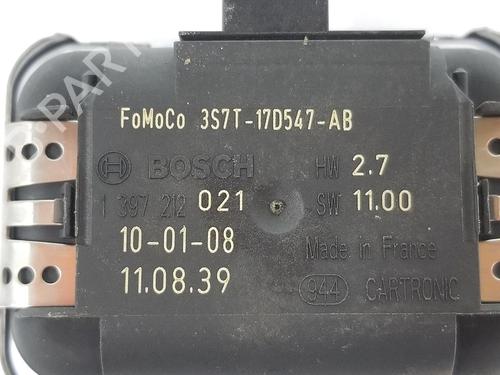 FoMoCo 3S7T-17D547-AB
BOSCH HW 2.7
1 397 212 021 SW 11.00
10-01-08 Made in France
11.08.39 944 CARTRONIC